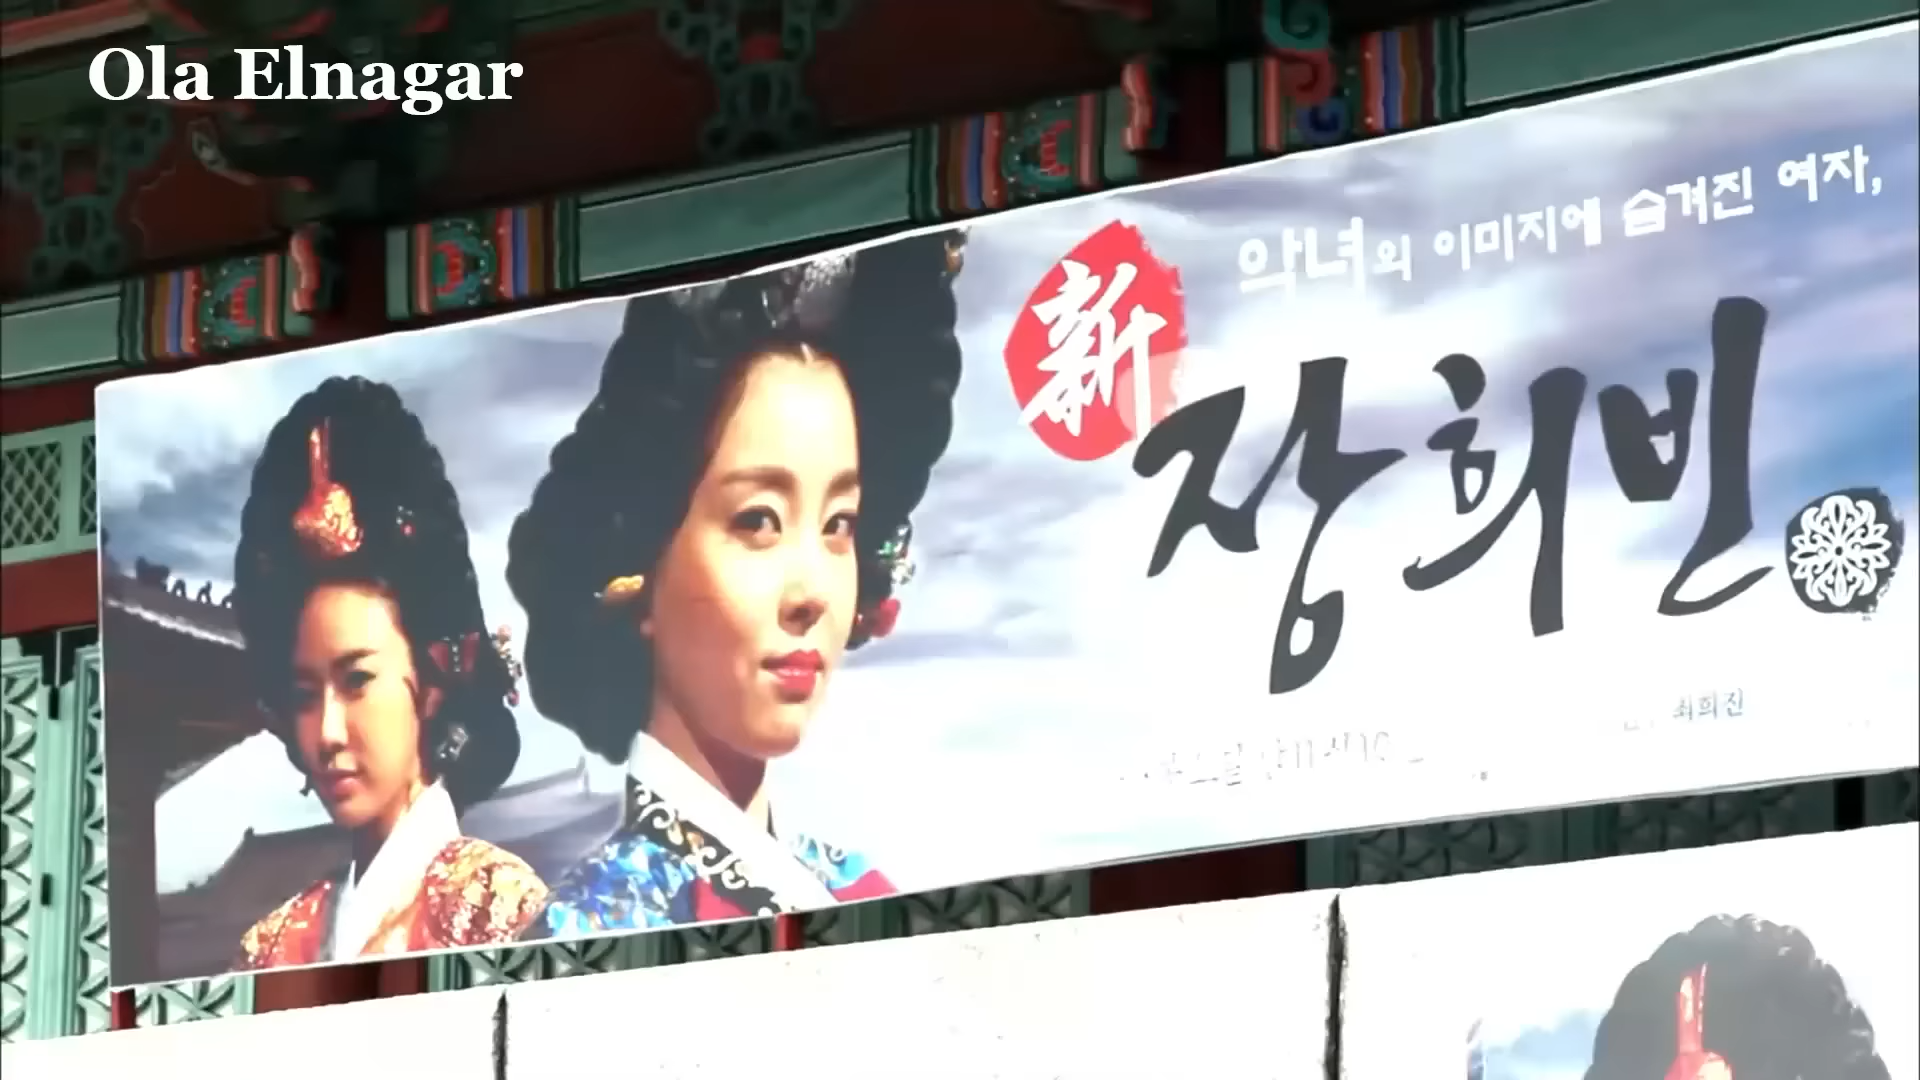 Ola Elnagar
악녀의 이미지에 숨겨진 여자,
新
장희빈
최희진